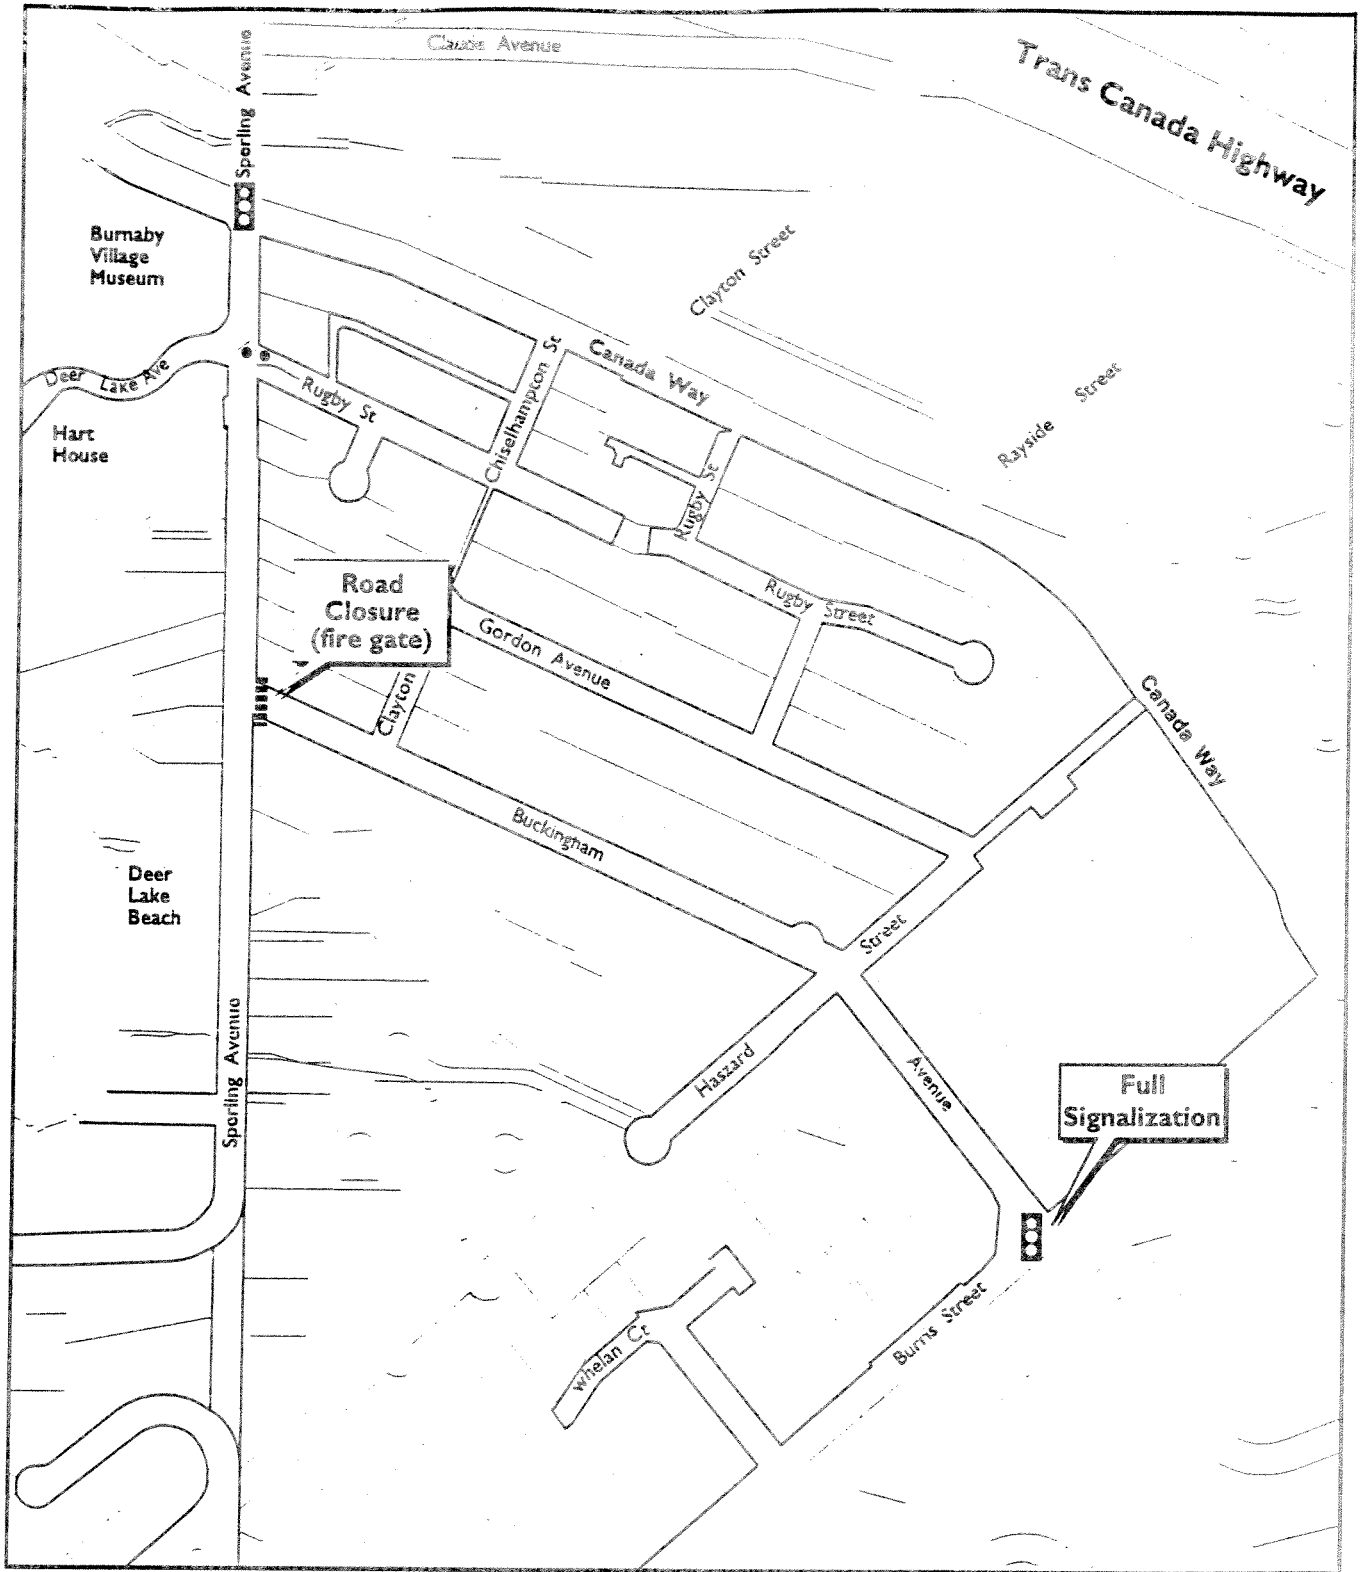 Claude Avenue
Trans Canada Highway
Sperling Avenue
Burnaby
Village
Museum
Clayton Street
Canada Way
Chiselhampton St
Deer Lake Ave
Rugby St
Rayside Street
Hart
House
Rugby St
Road
Closure
(fire gate)
Rugby Street
Gordon Avenue
Clayton
Canada Way
Buckingham
Deer
Lake
Beach
Street
Sperling Avenue
Haszard
Avenue
Full
Signalization
Burns Street
Whelan Ct